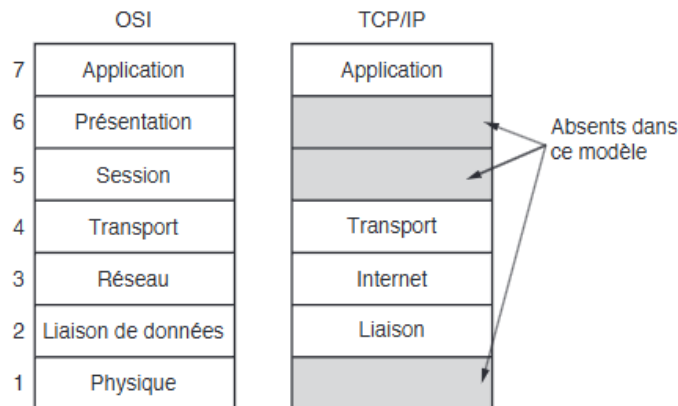 OSI TCP/IP
7 Application Application
6 Présentation
Absents dans
ce modèle
5 Session
4 Transport Transport
3 Réseau Internet
2 Liaison de données Liaison
1 Physique